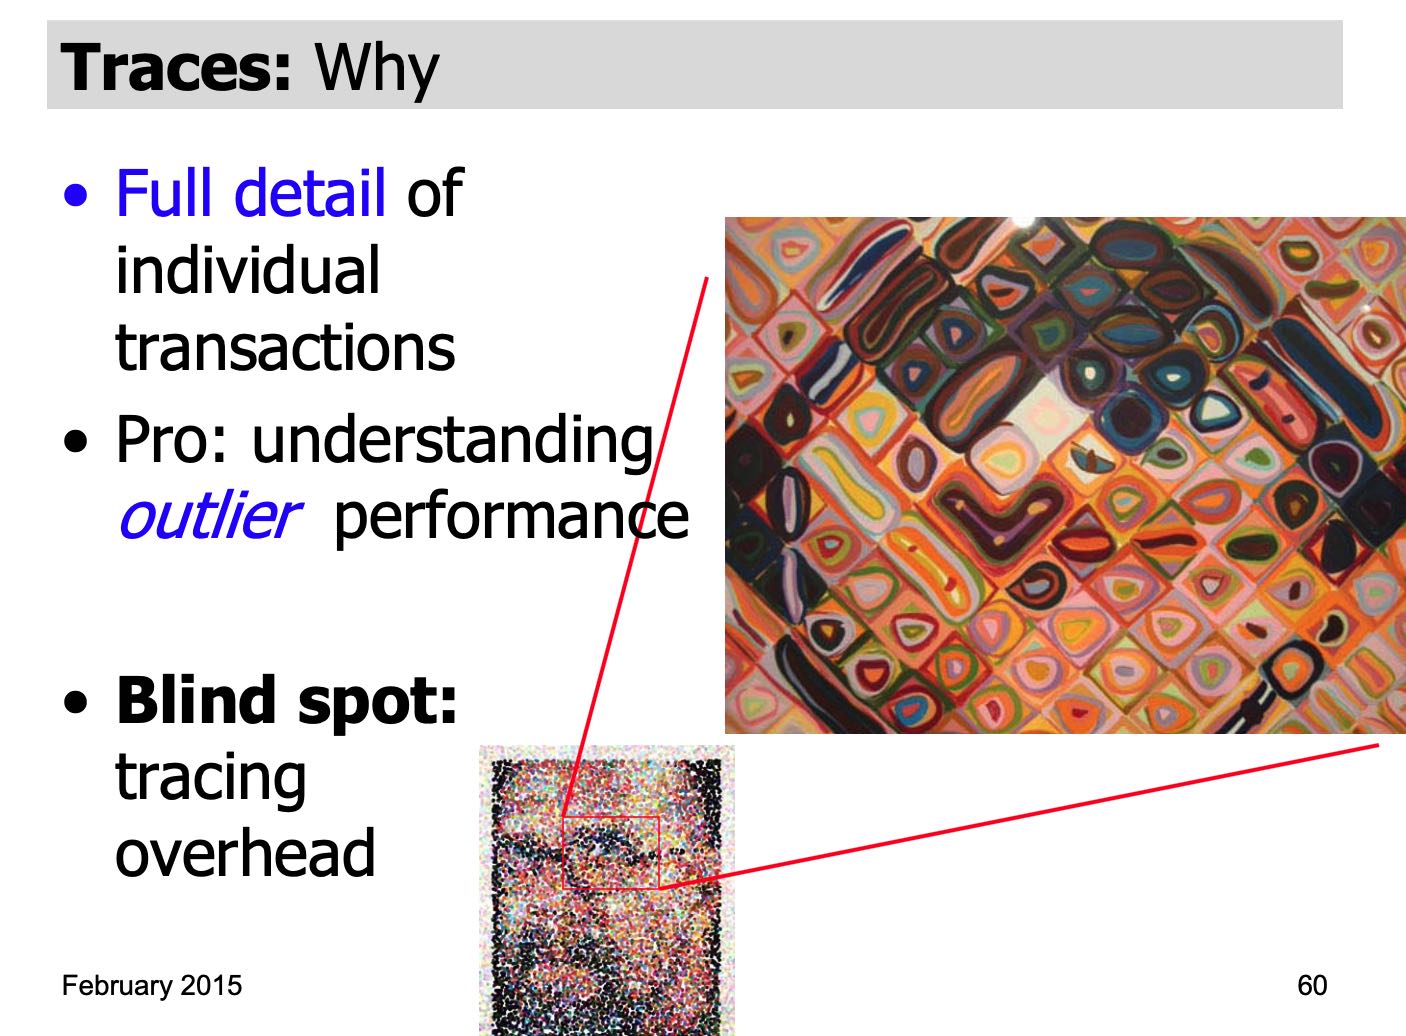 Traces: Why
• Full detail of
individual
transactions
• Pro: understanding
outlier performance
• Blind spot:
tracing
overhead
February 2015
60